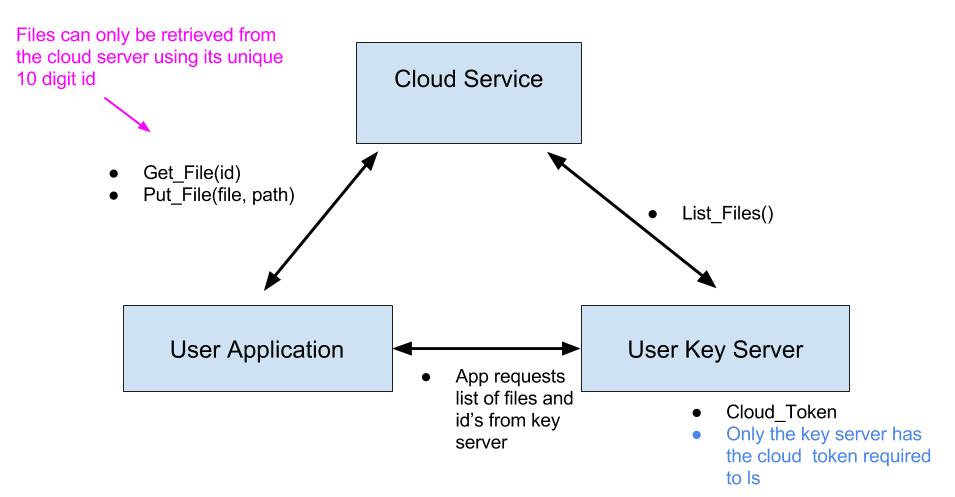 Files can only be retrieved from
the cloud server using its unique
10 digit id
Cloud Service
● Get_File(id)
● Put_File(file, path)
● List_Files()
User Application
User Key Server
● App requests
list of files and
id's from key
server
● Cloud_Token
● Only the key server has
the cloud token required
to ls